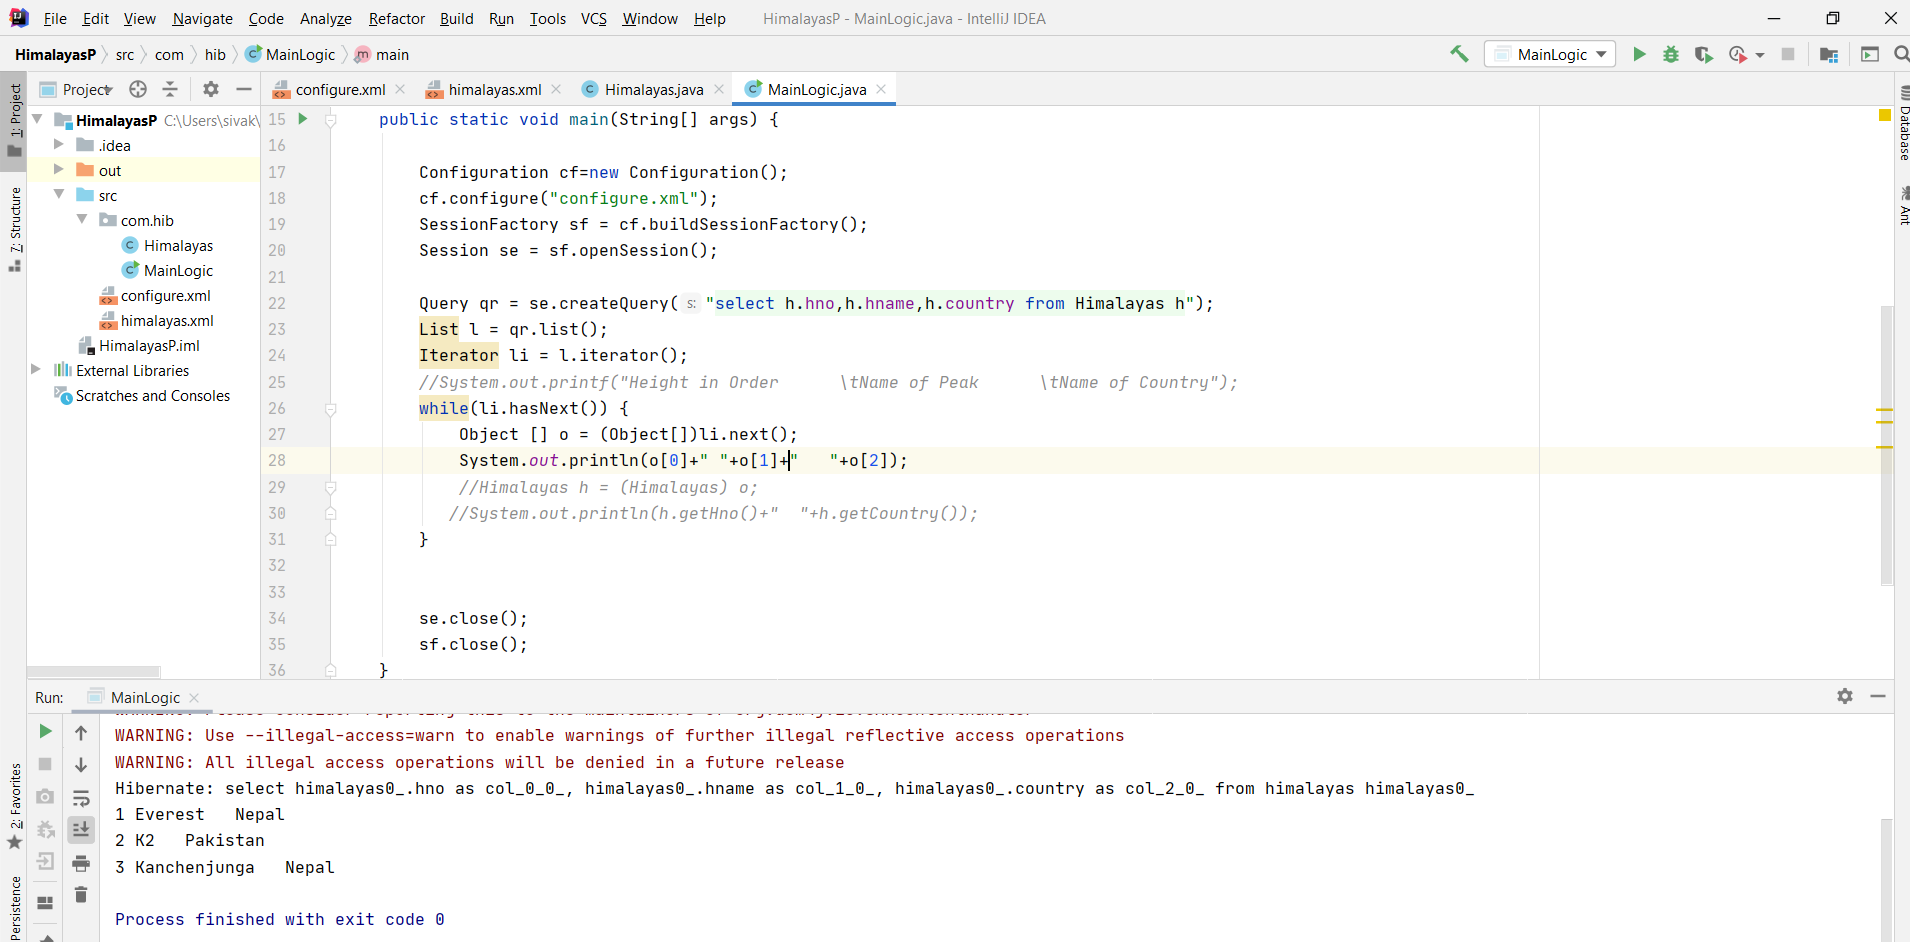 File Edit View Navigate Code Analyze Refactor Build Run Tools VCS Window Help HimalayasP - MainLogic.java - IntelliJ IDEA
HimalayasP src com hib MainLogic main MainLogic
Project configure.xml himalayas.xml Himalayas.java MainLogic.java
1: Project
7: Structure
2: Favorites
Persistence
Database
Ant
HimalayasP C:\Users\sivak\
.idea
out
src
com.hib
Himalayas
MainLogic
configure.xml
himalayas.xml
HimalayasP.iml
External Libraries
Scratches and Consoles
15 public static void main(String[] args) {
16
17 Configuration cf=new Configuration();
18 cf.configure("configure.xml");
19 SessionFactory sf = cf.buildSessionFactory();
20 Session se = sf.openSession();
21
22 Query qr = se.createQuery( s: "select h.hno,h.hname,h.country from Himalayas h");
23 List l = qr.list();
24 Iterator li = l.iterator();
25 //System.out.printf("Height in Order      \tName of Peak      \tName of Country");
26 while(li.hasNext()) {
27 Object [] o = (Object[])li.next();
28 System.out.println(o[0]+" "+o[1]+"   "+o[2]);
29 //Himalayas h = (Himalayas) o;
30 //System.out.println(h.getHno()+"  "+h.getCountry());
31 }
32
33
34 se.close();
35 sf.close();
36 }
Run: MainLogic
WARNING: Please consider reporting this to the maintainers of
WARNING: Use --illegal-access=warn to enable warnings of further illegal reflective access operations
WARNING: All illegal access operations will be denied in a future release
Hibernate: select himalayas0_.hno as col_0_0_, himalayas0_.hname as col_1_0_, himalayas0_.country as col_2_0_ from himalayas himalayas0_
1 Everest   Nepal
2 K2   Pakistan
3 Kanchenjunga   Nepal
Process finished with exit code 0